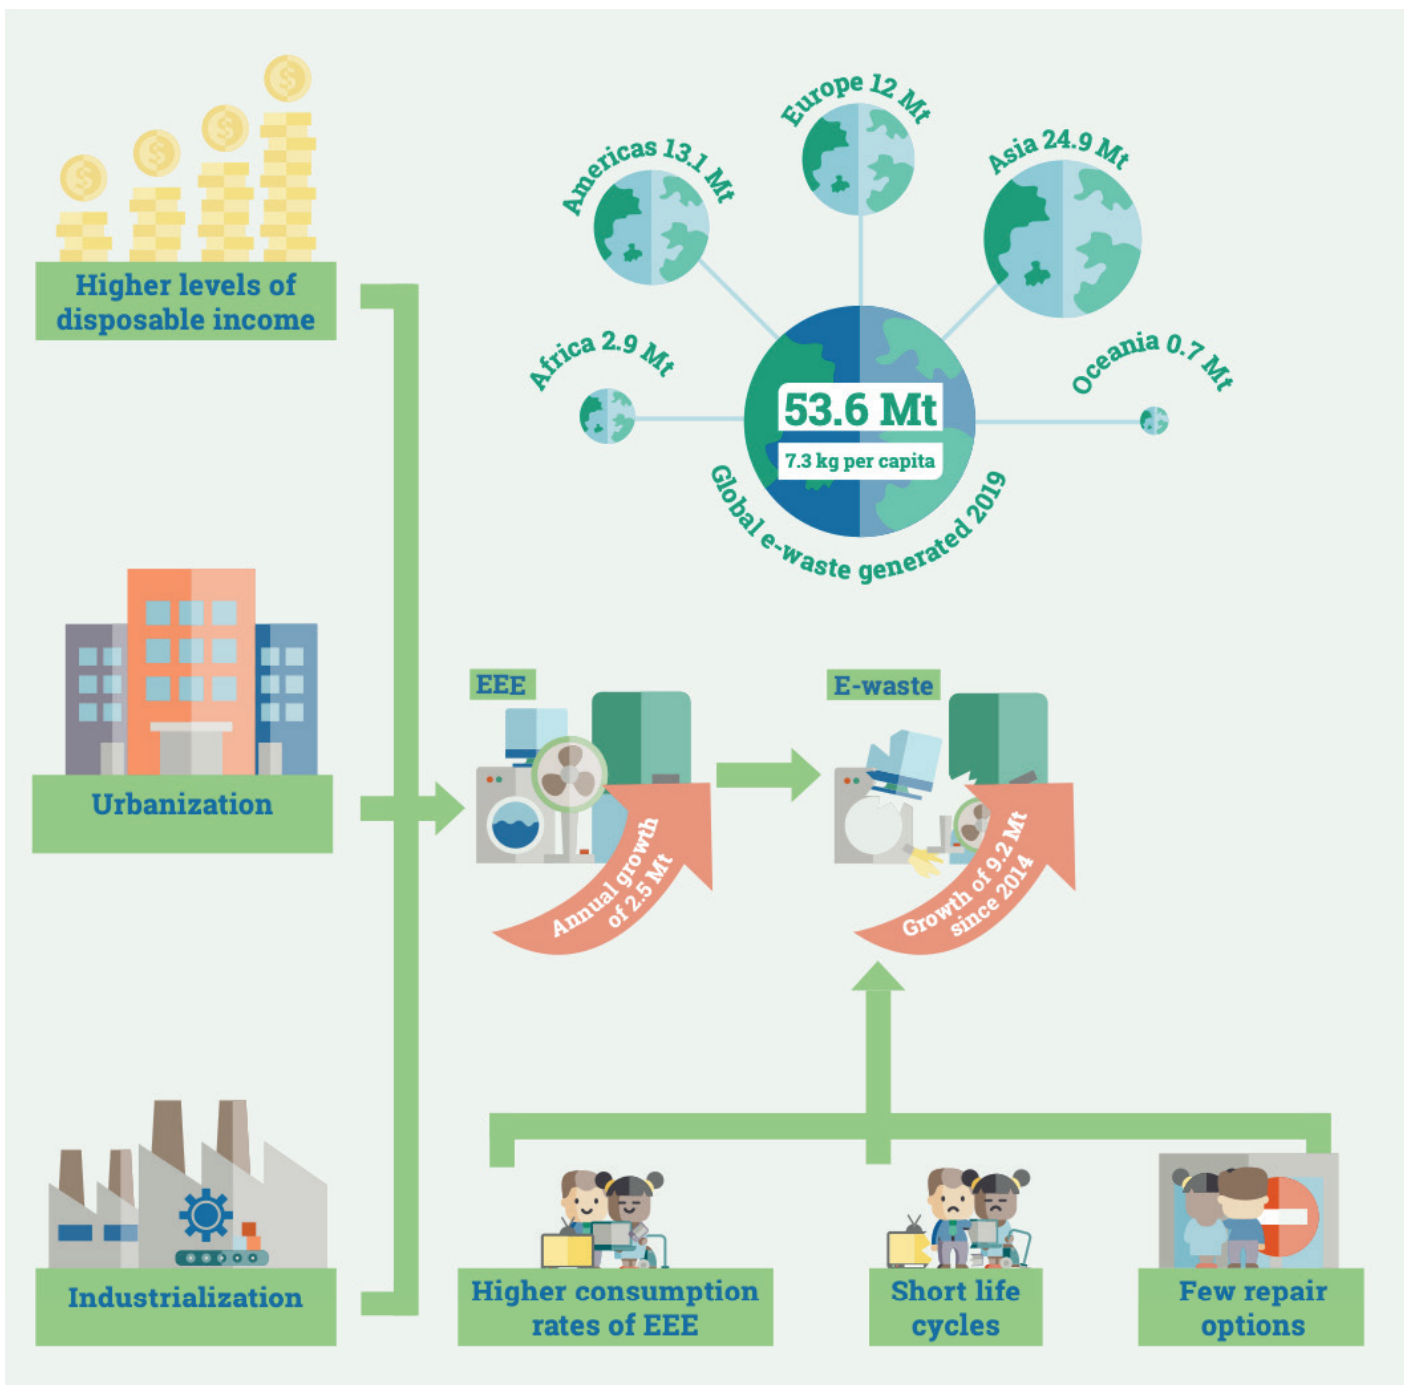 Europe 12 Mt
Americas 13.1 Mt
Asia 24.9 Mt
Africa 2.9 Mt
Oceania 0.7 Mt
53.6 Mt
7.3 kg per capita
Global e-waste generated 2019
Higher levels of
disposable income
Urbanization
Industrialization
EEE
Annual growth
of 2.5 Mt
E-waste
Growth of 9.2 Mt
since 2014
Higher consumption
rates of EEE
Short life
cycles
Few repair
options